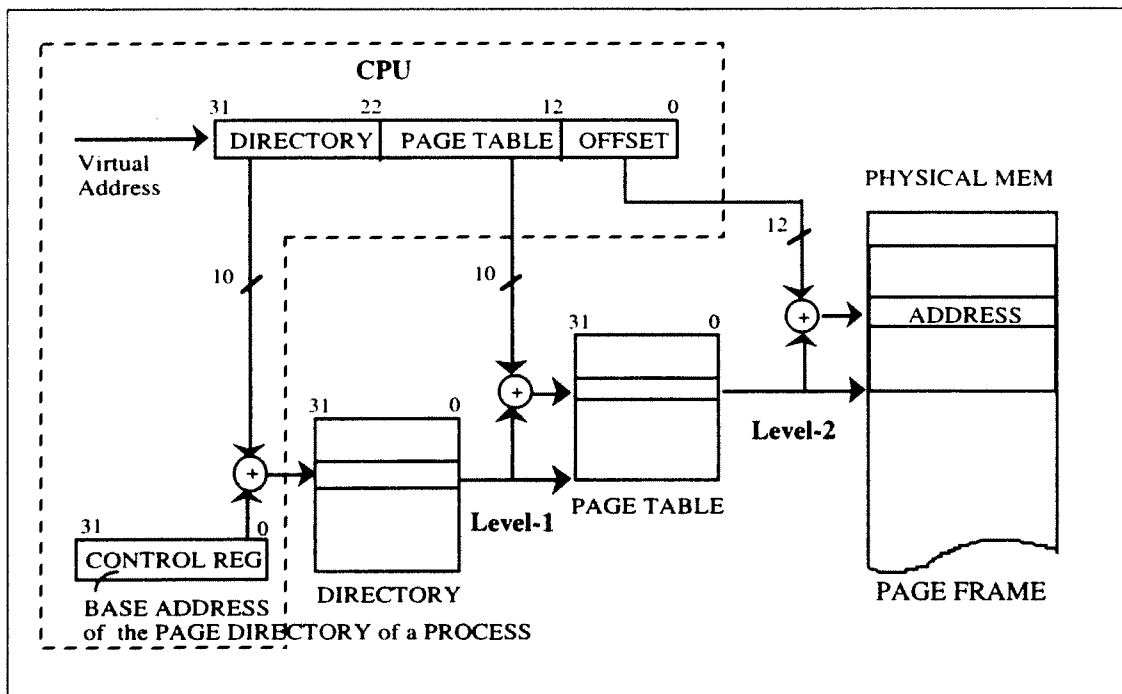 CPU
31 22 12 0
DIRECTORY PAGE TABLE OFFSET
Virtual
Address
PHYSICAL MEM
10
10
12
ADDRESS
31 0
31 0
Level-2
PAGE TABLE
Level-1
31 0
CONTROL REG
DIRECTORY
PAGE FRAME
BASE ADDRESS
of the PAGE DIRECTORY of a PROCESS
+
+
+